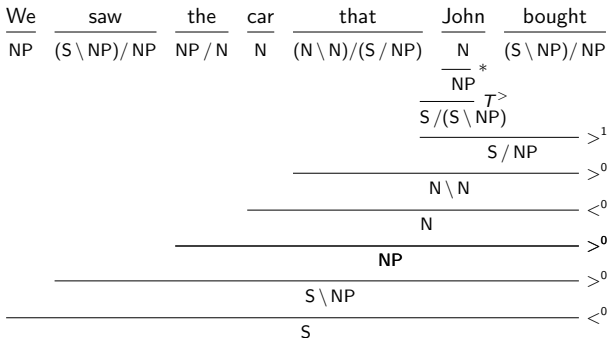 We saw the car that John bought
NP (S \ NP) / NP NP / N N (N \ N)/(S / NP) N (S \ NP)/ NP
*
NP
T>
S /(S \ NP)
>1
S / NP
>0
N \ N
<0
N
>0
NP
>0
S \ NP
<0
S